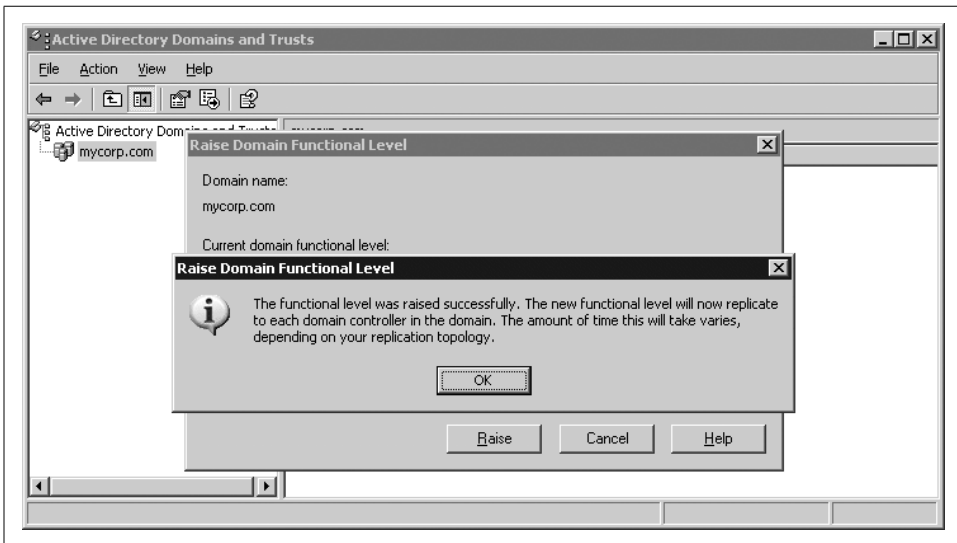 Active Directory Domains and Trusts
File Action View Help
Active Directory Domains and Trusts
mycorp.com
Raise Domain Functional Level
Domain name:
mycorp.com
Current domain functional level:
Raise Domain Functional Level
The functional level was raised successfully. The new functional level will now replicate
to each domain controller in the domain. The amount of time this will take varies,
depending on your replication topology.
OK
Raise Cancel Help